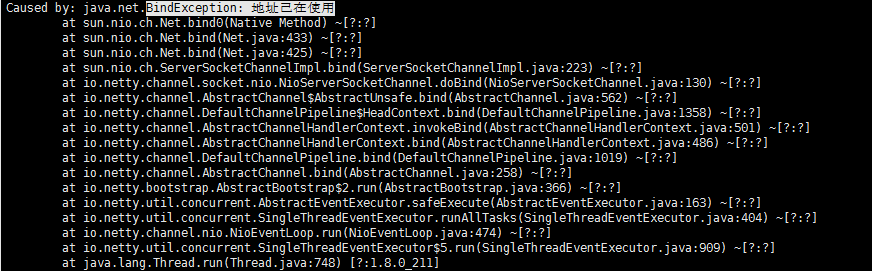 Caused by: java.net.BindException: 地址已在使用
at sun.nio.ch.Net.bind0(Native Method) ~[?:?]
at sun.nio.ch.Net.bind(Net.java:433) ~[?:?]
at sun.nio.ch.Net.bind(Net.java:425) ~[?:?]
at sun.nio.ch.ServerSocketChannelImpl.bind(ServerSocketChannelImpl.java:223) ~[?:?]
at io.netty.channel.socket.nio.NioServerSocketChannel.doBind(NioServerSocketChannel.java:130) ~[?:?]
at io.netty.channel.AbstractChannel$AbstractUnsafe.bind(AbstractChannel.java:562) ~[?:?]
at io.netty.channel.DefaultChannelPipeline$HeadContext.bind(DefaultChannelPipeline.java:1358) ~[?:?]
at io.netty.channel.AbstractChannelHandlerContext.invokeBind(AbstractChannelHandlerContext.java:501) ~[?:?]
at io.netty.channel.AbstractChannelHandlerContext.bind(AbstractChannelHandlerContext.java:486) ~[?:?]
at io.netty.channel.DefaultChannelPipeline.bind(DefaultChannelPipeline.java:1019) ~[?:?]
at io.netty.channel.AbstractChannel.bind(AbstractChannel.java:258) ~[?:?]
at io.netty.bootstrap.AbstractBootstrap$2.run(AbstractBootstrap.java:366) ~[?:?]
at io.netty.util.concurrent.AbstractEventExecutor.safeExecute(AbstractEventExecutor.java:163) ~[?:?]
at io.netty.util.concurrent.SingleThreadEventExecutor.runAllTasks(SingleThreadEventExecutor.java:404) ~[?:?]
at io.netty.channel.nio.NioEventLoop.run(NioEventLoop.java:474) ~[?:?]
at io.netty.util.concurrent.SingleThreadEventExecutor$5.run(SingleThreadEventExecutor.java:909) ~[?:?]
at java.lang.Thread.run(Thread.java:748) [?:1.8.0_211]